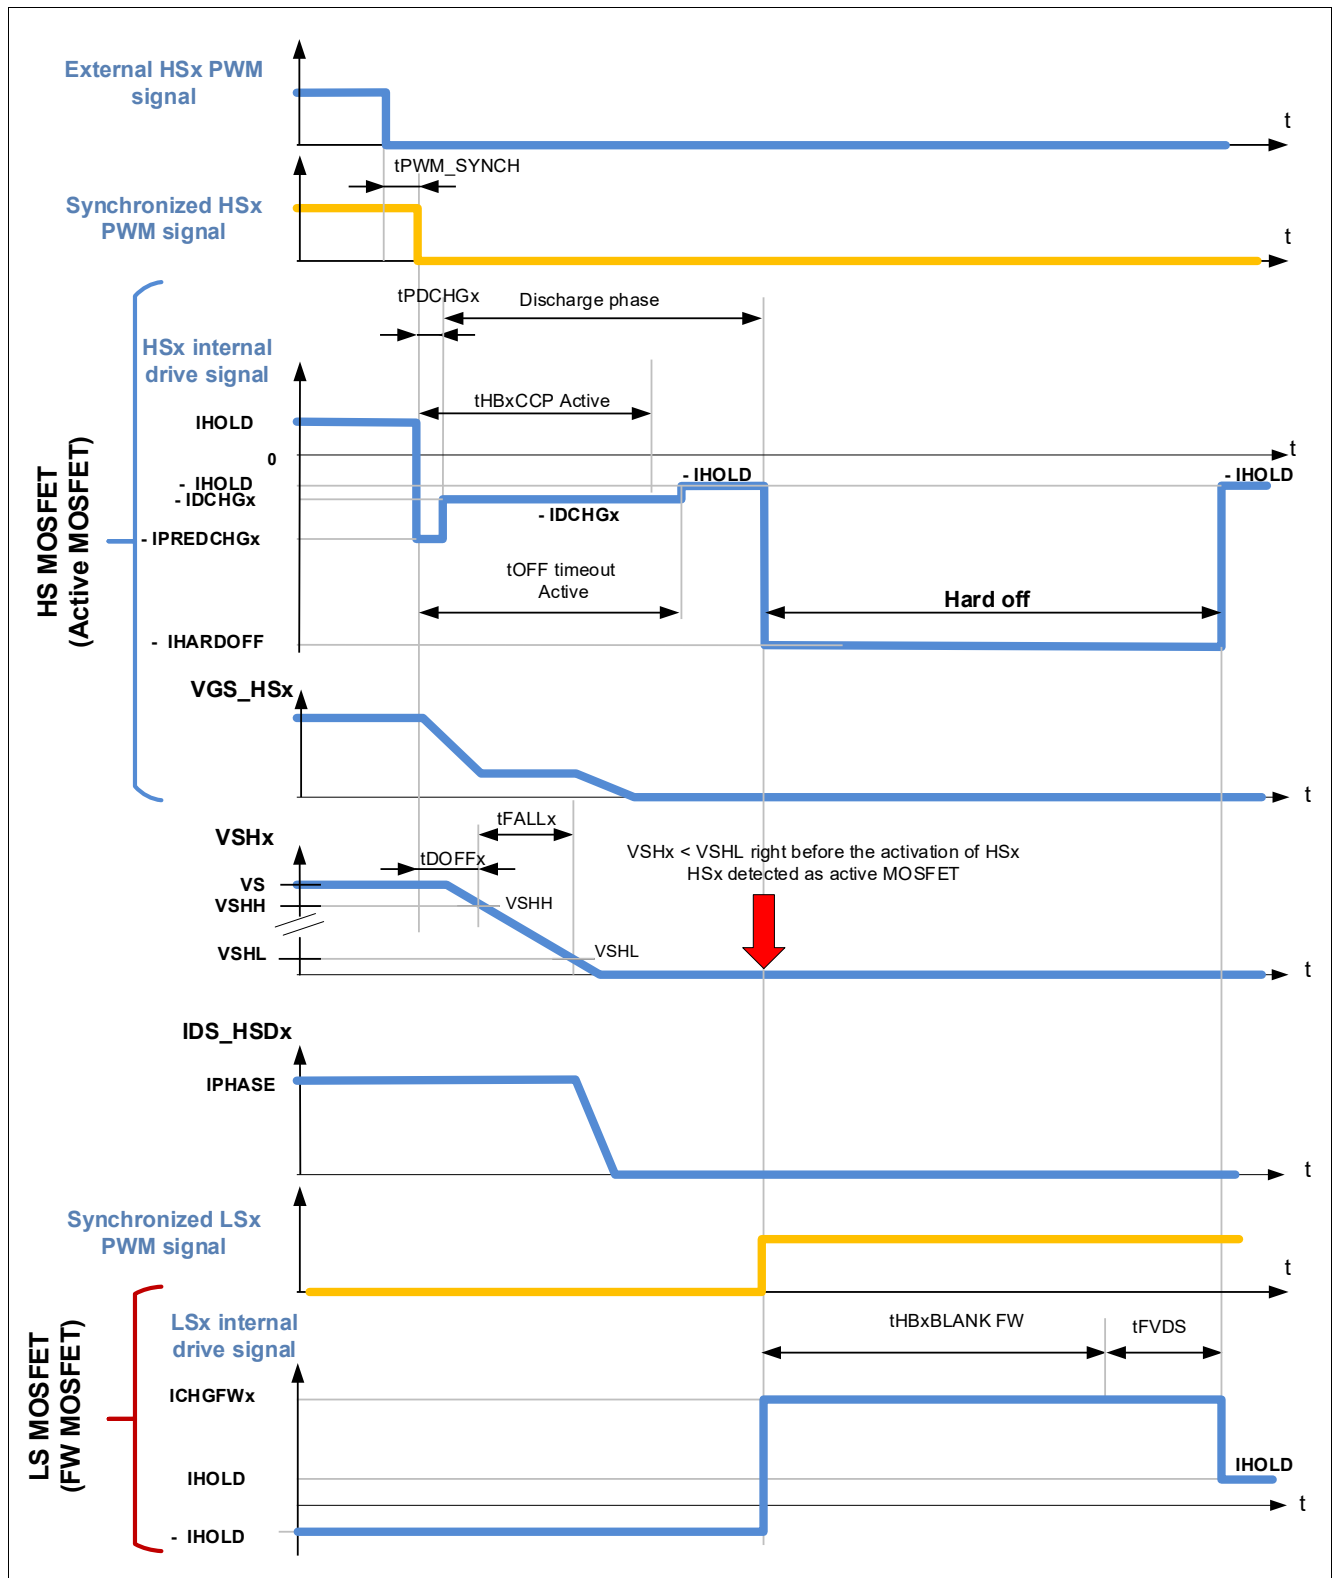 External HSx PWM
signal
t
tPWM_SYNCH
Synchronized HSx
PWM signal
t
tPDCHGx
Discharge phase
HSx internal
drive signal
tHBxCCP Active
IHOLD
0
t
- IHOLD
- IHOLD
- IHOLD
- IDCHGx
- IDCHGx
- IPREDCHGx
tOFF timeout
Active
Hard off
- IHARDOFF
HS MOSFET
(Active MOSFET)
VGS_HSx
t
tFALLx
VSHx
tDOFFx
VSHx < VSHL right before the activation of HSx
HSx detected as active MOSFET
VS
VSHH
VSHH
VSHL
VSHL
t
IDS_HSDx
IPHASE
t
Synchronized LSx
PWM signal
t
LSx internal
drive signal
tHBxBLANK FW
tFVDS
ICHGFWx
IHOLD
IHOLD
t
- IHOLD
LS MOSFET
(FW MOSFET)